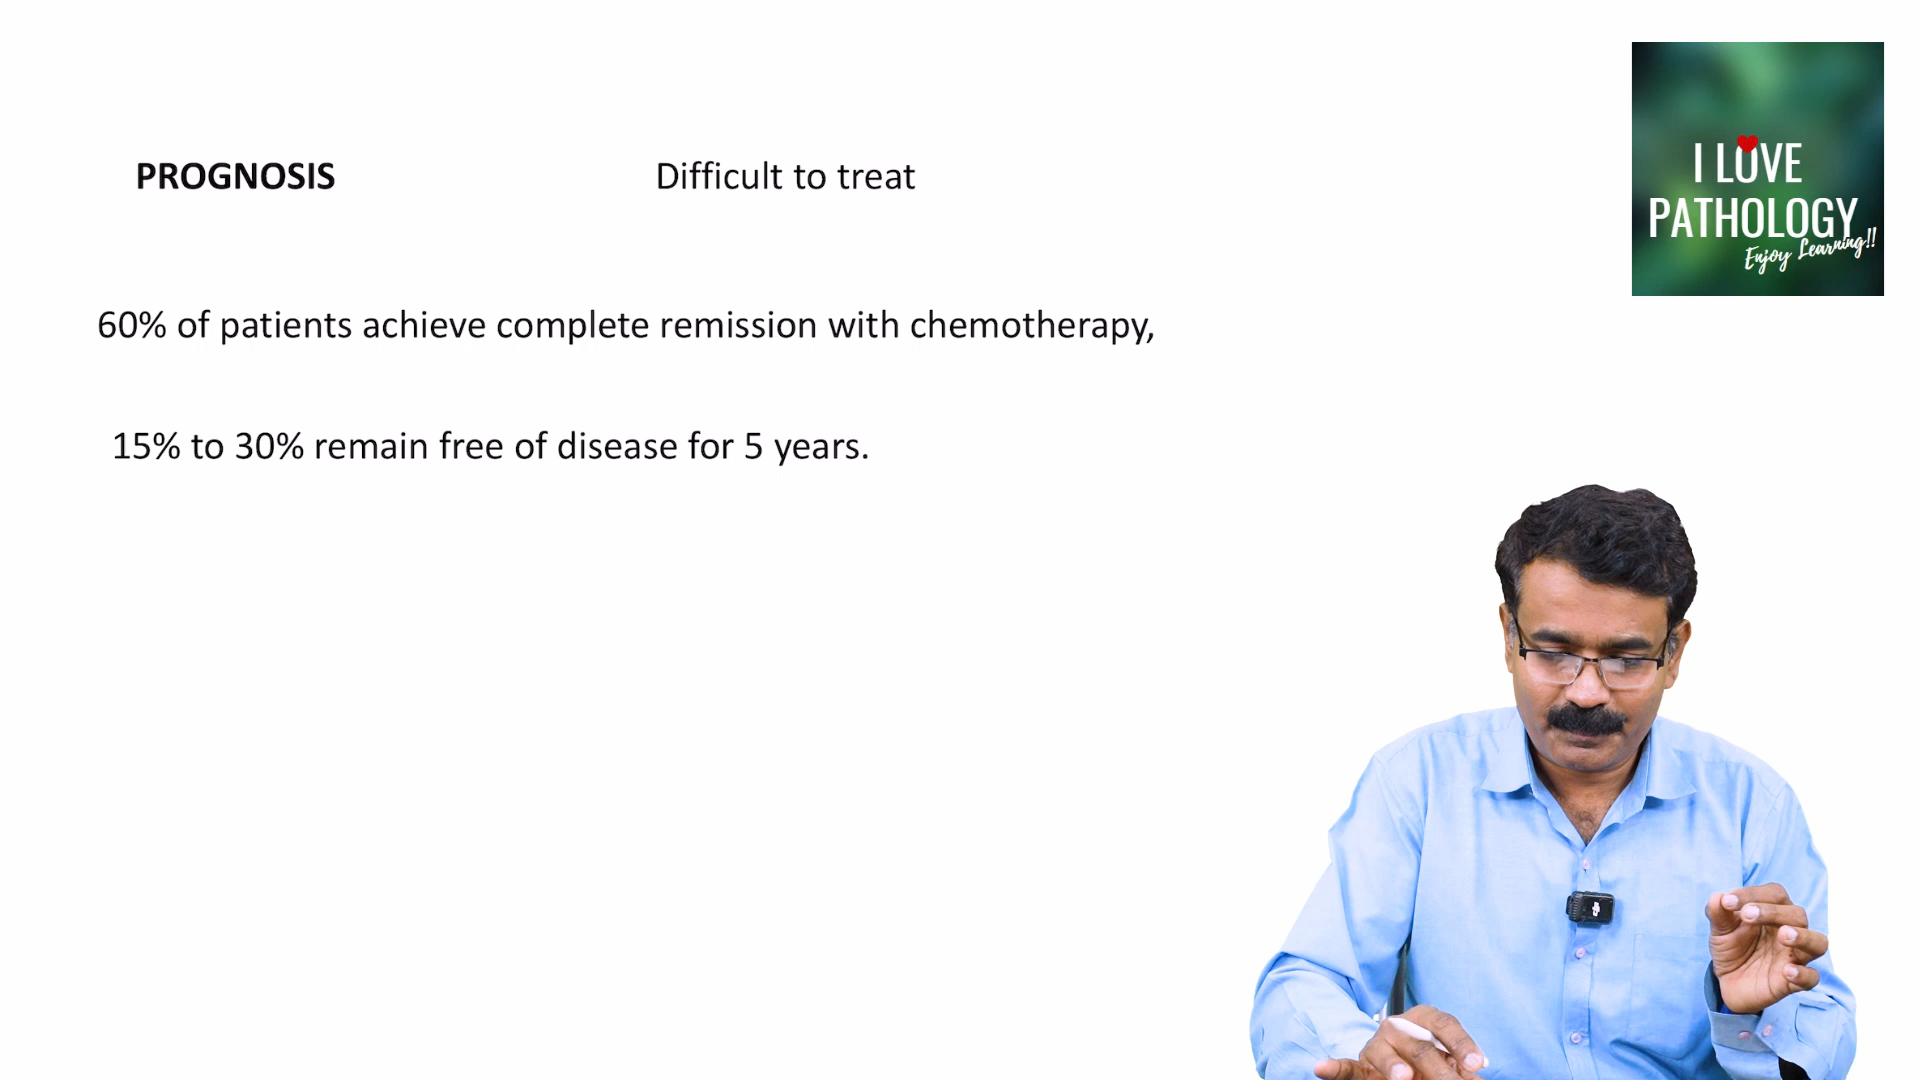 PROGNOSIS
Difficult to treat
60% of patients achieve complete remission with chemotherapy,
15% to 30% remain free of disease for 5 years.
I LOVE
PATHOLOGY
Enjoy Learning!!